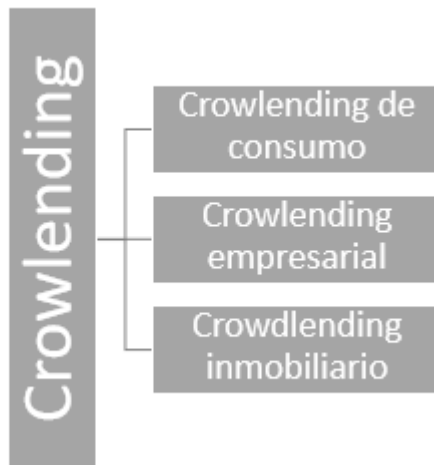 Crowlending
Crowlending de
consumo
Crowlending
empresarial
Crowdlending
inmobiliario